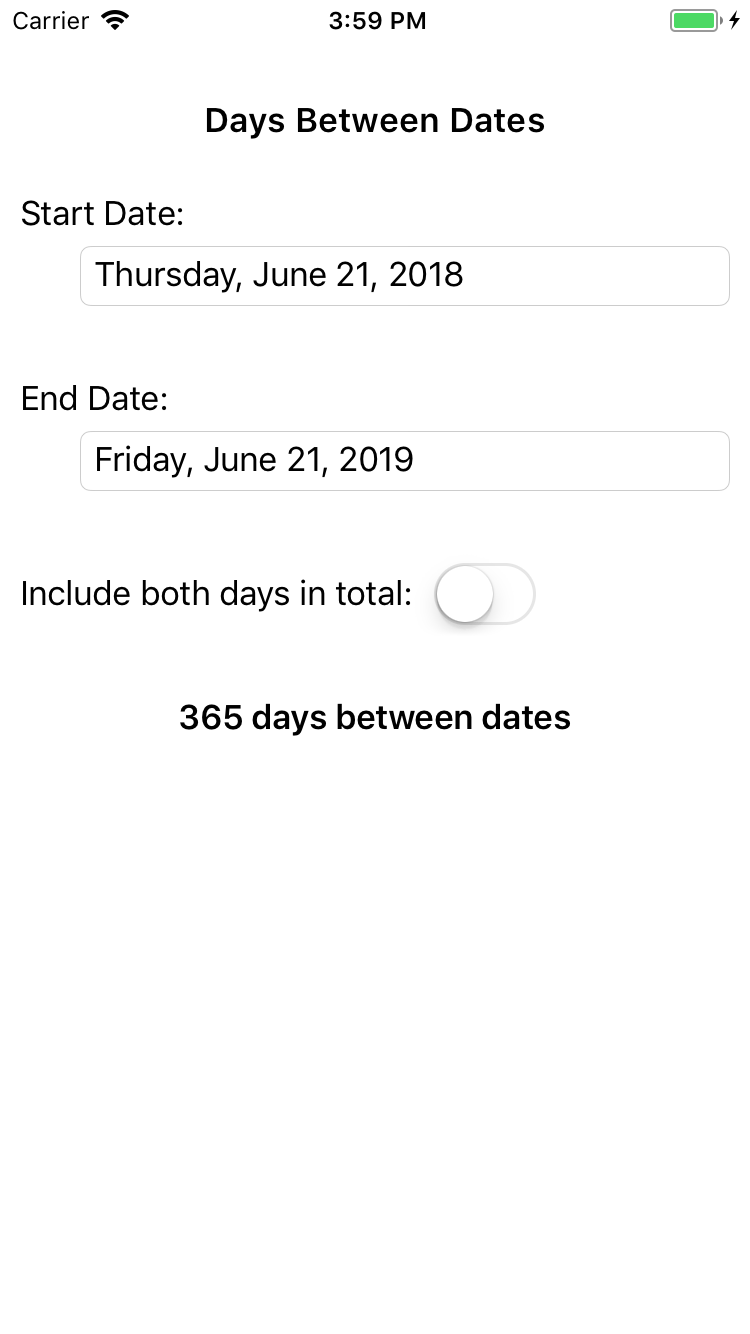 Carrier 3:59 PM
Days Between Dates
Start Date:
Thursday, June 21, 2018
End Date:
Friday, June 21, 2019
Include both days in total:
365 days between dates